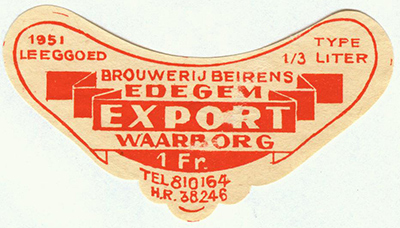 1951
LEEGGOED
TYPE
1/3 LITER
BROUWERIJ BEIRENS
EDEGEM
EXPORT
WAARBORG
1 Fr.
TEL 810164
H.R. 38246